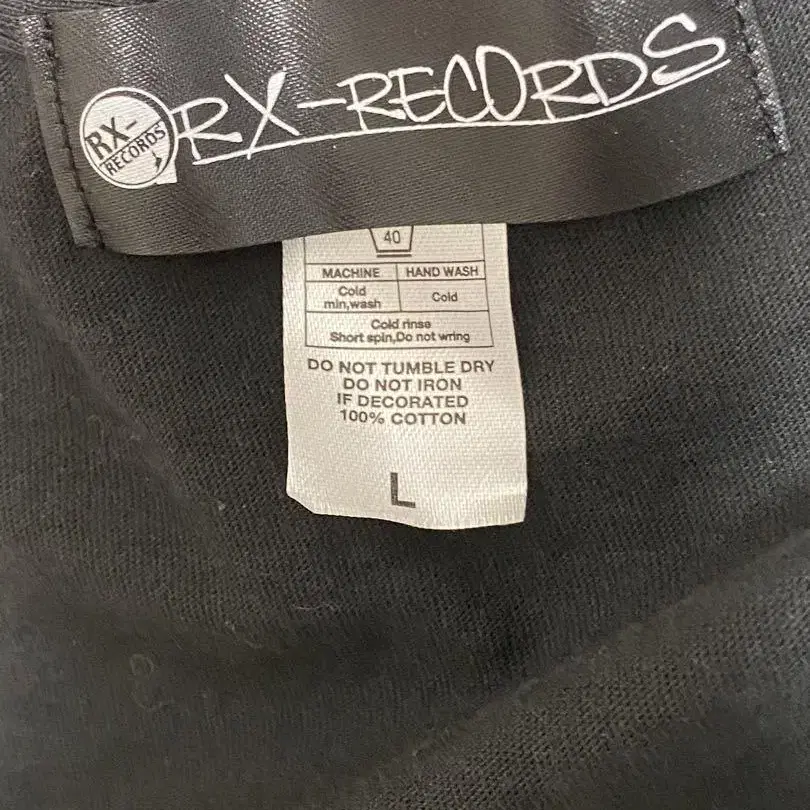 RX-RECORDS
RX-
RECORDS
40
MACHINE HAND WASH
Cold
min,wash
Cold
Cold rinse
Short spin,Do not wring
DO NOT TUMBLE DRY
DO NOT IRON
IF DECORATED
100% COTTON
L